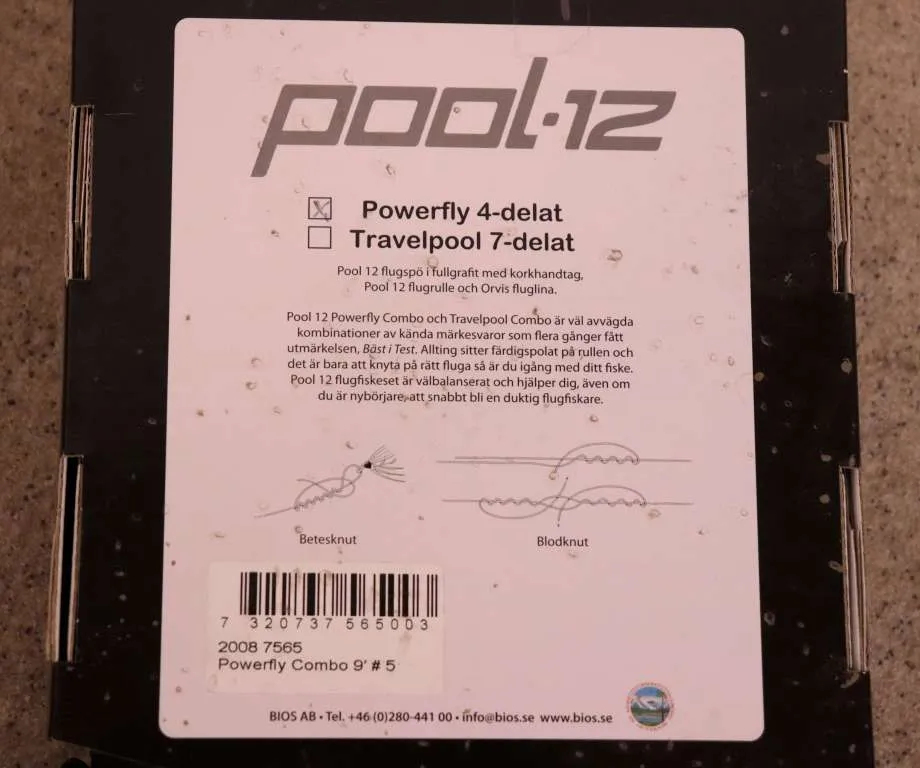 pool·12
Powerfly 4-delat
Travelpool 7-delat
Pool 12 flugspö i fullgrafit med korkhandtag,
Pool 12 flugrulle och Orvis fluglina.
Pool 12 Powerfly Combo och Travelpool Combo är väl avvägda
kombinationer av kända märkesvaror som flera gånger fått
utmärkelsen, Bäst i Test. Allting sitter färdigspolat på rullen och
det är bara att knyta på rätt fluga så är du igång med ditt fiske.
Pool 12 flugfiskeset är välbalanserat och hjälper dig, även om
du är nybörjare, att snabbt bli en duktig flugfiskare.
Betesknut
Blodknut
7 320737 565003
2008 7565
Powerfly Combo 9' # 5
BIOS AB • Tel. +46 (0)280-441 00 • info@bios.se www.bios.se